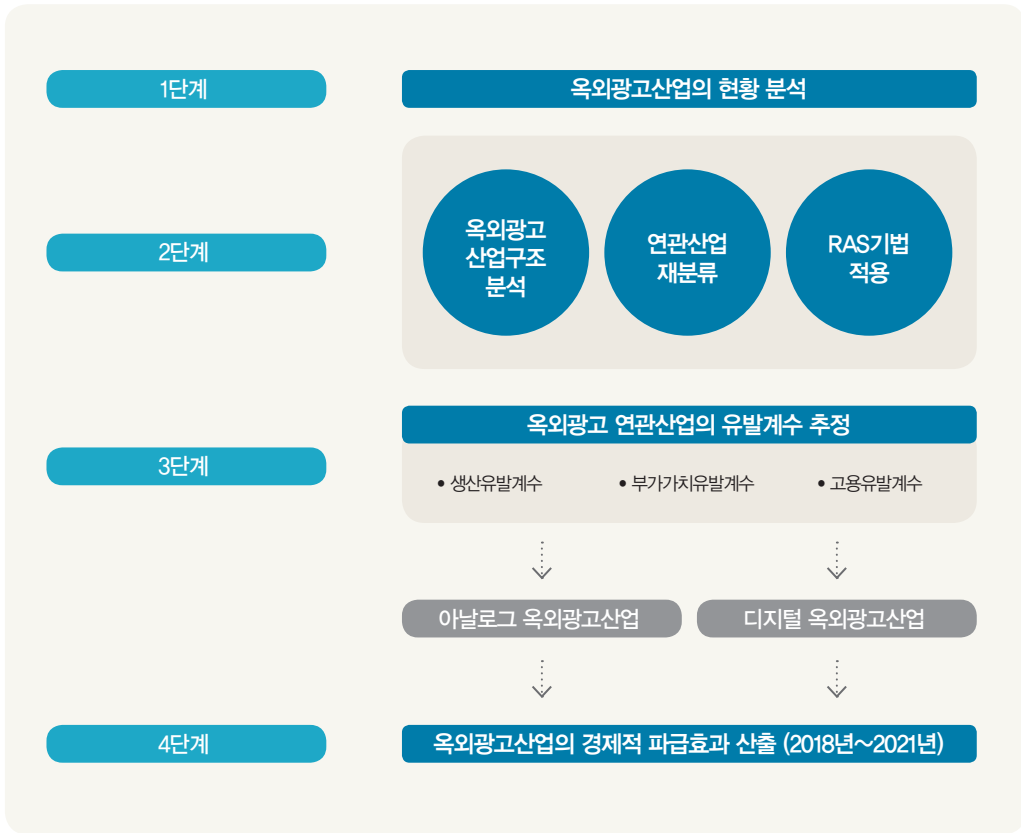 1단계
옥외광고산업의 현황 분석
2단계
옥외광고
산업구조
분석
연관산업
재분류
RAS기법
적용
3단계
옥외광고 연관산업의 유발계수 추정
• 생산유발계수
• 부가가치유발계수
• 고용유발계수
아날로그 옥외광고산업
디지털 옥외광고산업
4단계
옥외광고산업의 경제적 파급효과 산출 (2018년~2021년)